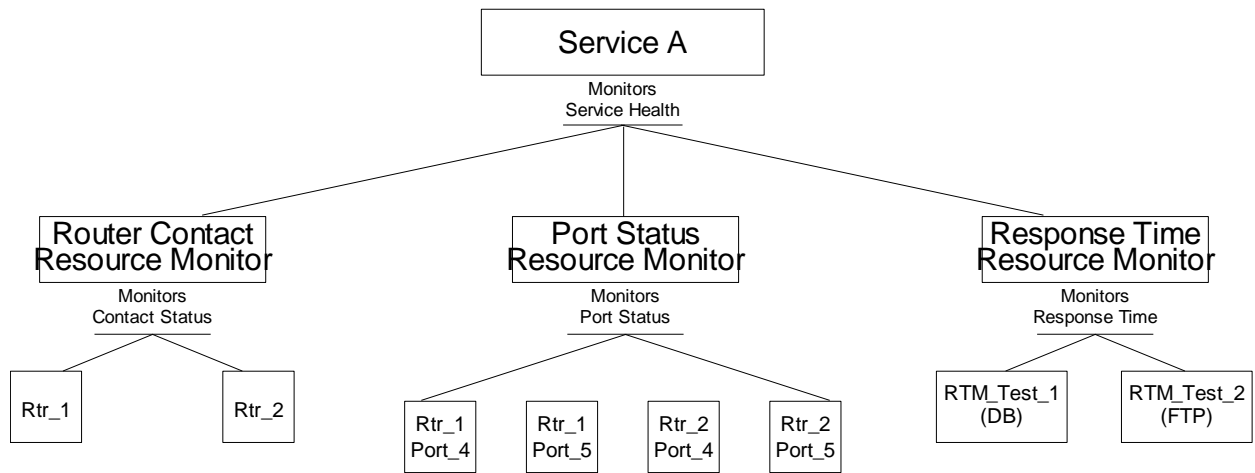 Service A
Monitors
Service Health
Router Contact
Resource Monitor
Monitors
Contact Status
Rtr_1
Rtr_2
Port Status
Resource Monitor
Monitors
Port Status
Rtr_1
Port_4
Rtr_1
Port_5
Rtr_2
Port_4
Rtr_2
Port_5
Response Time
Resource Monitor
Monitors
Response Time
RTM_Test_1
(DB)
RTM_Test_2
(FTP)